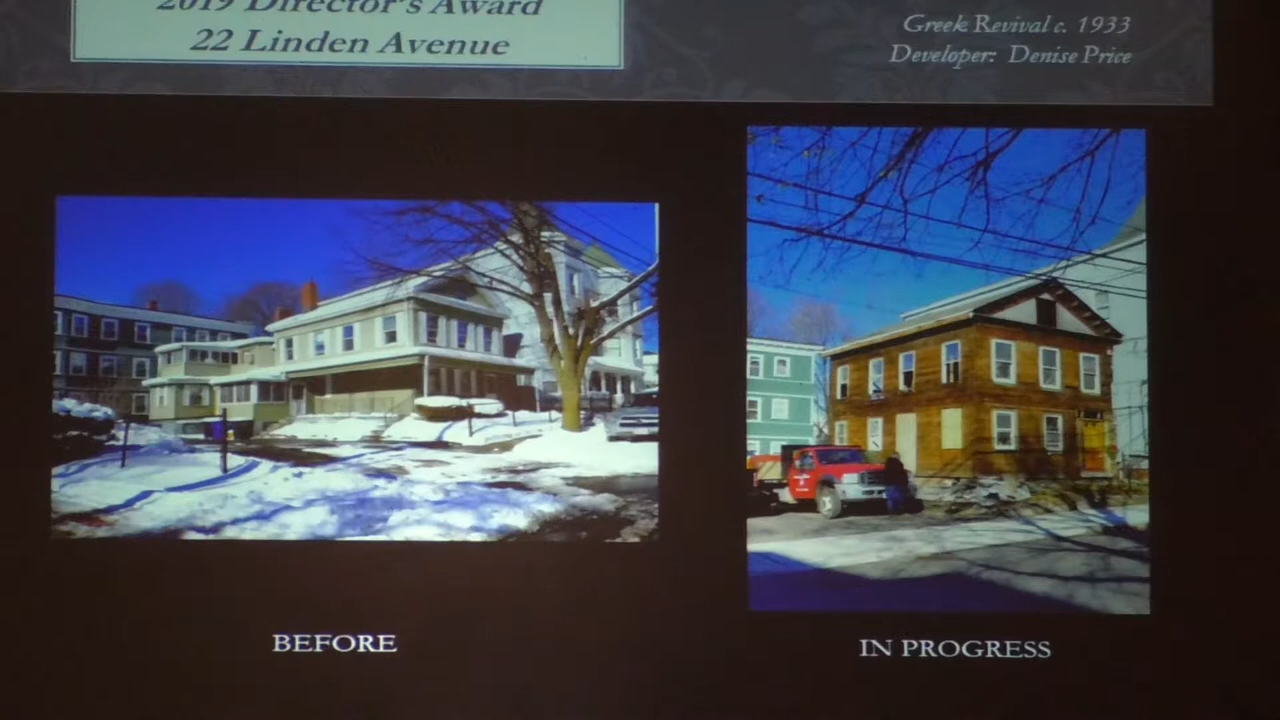 2019 Director's Award
22 Linden Avenue
Greek Revival c. 1933
Developer: Denise Price
BEFORE
IN PROGRESS